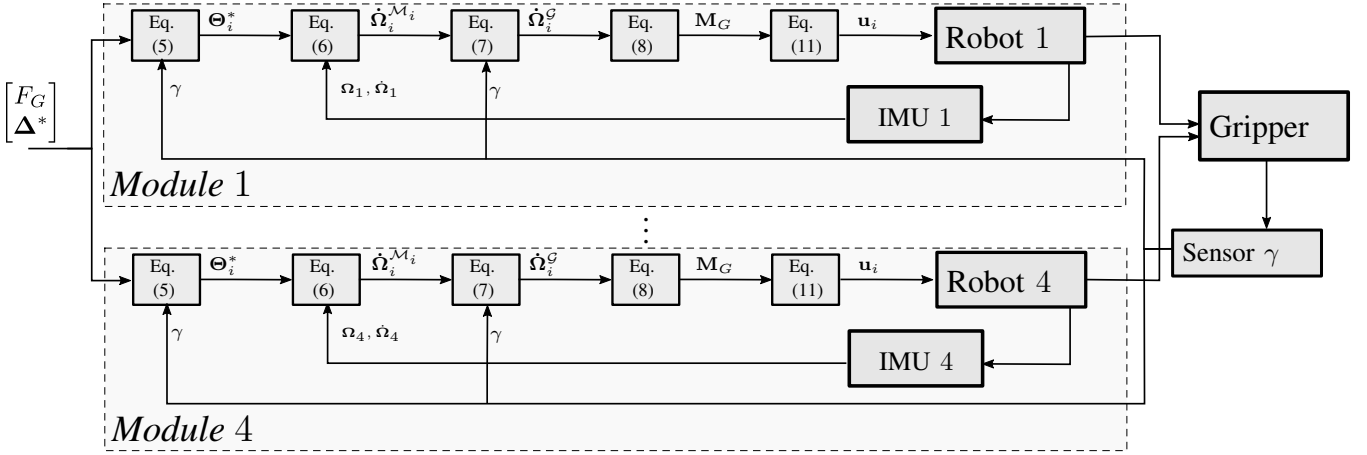 [F_G
Δ*]
Eq.
(5)
Θ_i^*
Eq.
(6)
Ω̇_i^{ℳ_i}
Eq.
(7)
Ω̇_i^𝒢
Eq.
(8)
M_G
Eq.
(11)
u_i
Robot 1
γ
Ω_1, Ω̇_1
γ
IMU 1
Gripper
Module 1
⋮
Sensor γ
Eq.
(5)
Θ_i^*
Eq.
(6)
Ω̇_i^{ℳ_i}
Eq.
(7)
Ω̇_i^𝒢
Eq.
(8)
M_G
Eq.
(11)
u_i
Robot 4
γ
Ω_4, Ω̇_4
γ
IMU 4
Module 4